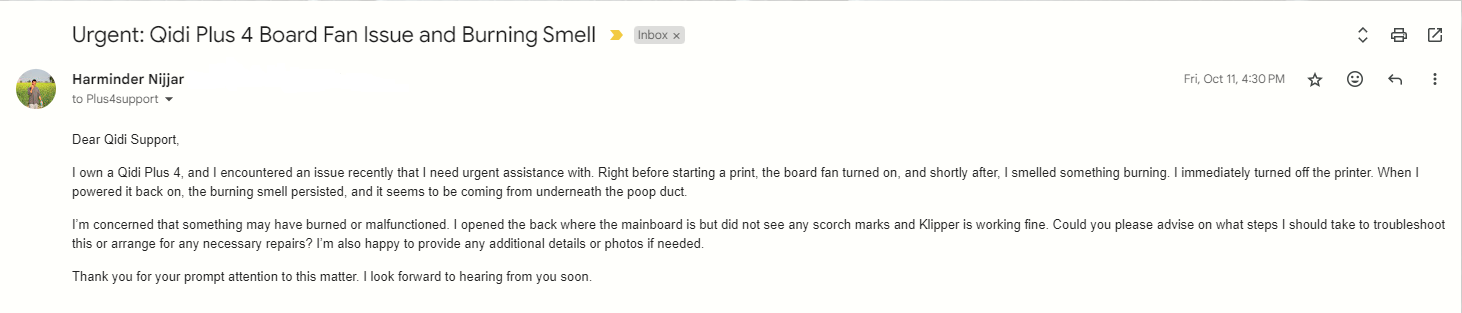 Urgent: Qidi Plus 4 Board Fan Issue and Burning Smell Inbox x
Harminder Nijjar
Fri, Oct 11, 4:30 PM
to Plus4support
Dear Qidi Support,
I own a Qidi Plus 4, and I encountered an issue recently that I need urgent assistance with. Right before starting a print, the board fan turned on, and shortly after, I smelled something burning. I immediately turned off the printer. When I
powered it back on, the burning smell persisted, and it seems to be coming from underneath the poop duct.
I'm concerned that something may have burned or malfunctioned. I opened the back where the mainboard is but did not see any scorch marks and Klipper is working fine. Could you please advise on what steps I should take to troubleshoot
this or arrange for any necessary repairs? I'm also happy to provide any additional details or photos if needed.
Thank you for your prompt attention to this matter. I look forward to hearing from you soon.